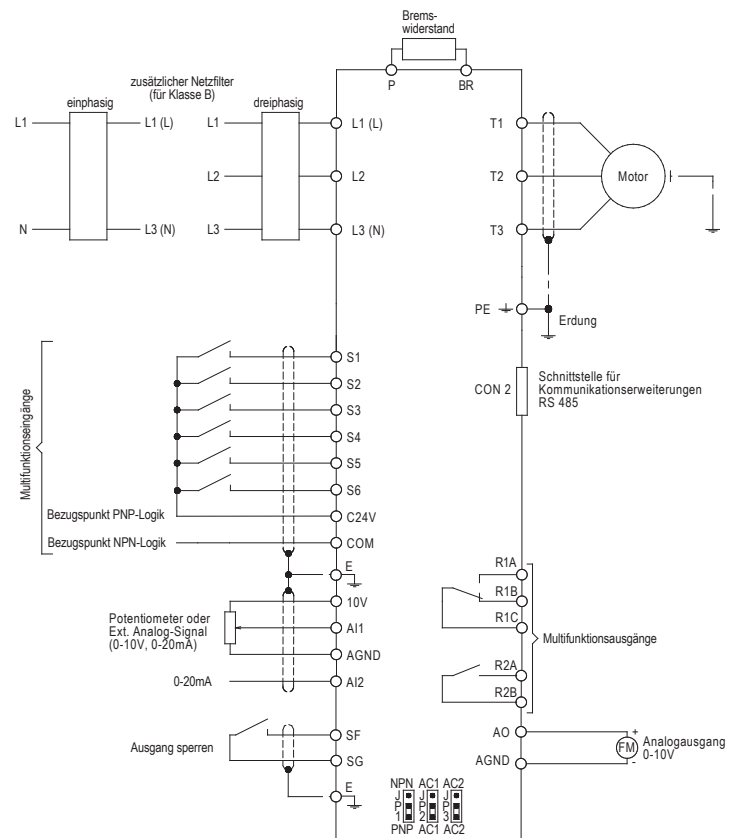 Brems-
widerstand
P
BR
zusätzlicher Netzfilter
(für Klasse B)
einphasig
dreiphasig
L1
L1 (L)
L1
L1 (L)
T1
L2
L2
T2
Motor
N
L3 (N)
L3
L3 (N)
T3
PE
Erdung
Multifunktionseingänge
S1
S2
S3
S4
S5
S6
Bezugspunkt PNP-Logik
C24V
Bezugspunkt NPN-Logik
COM
E
CON 2
Schnittstelle für
Kommunikationserweiterungen
RS 485
Potentiometer oder
Ext. Analog-Signal
(0-10V, 0-20mA)
10V
AI1
AGND
0-20mA
AI2
R1A
R1B
R1C
R2A
R2B
Multifunktionsausgänge
Ausgang sperren
SF
SG
E
AO
AGND
+
FM
-
Analogausgang
0-10V
NPN AC1 AC2
J J J
P P P
1 2 3
PNP AC1 AC2